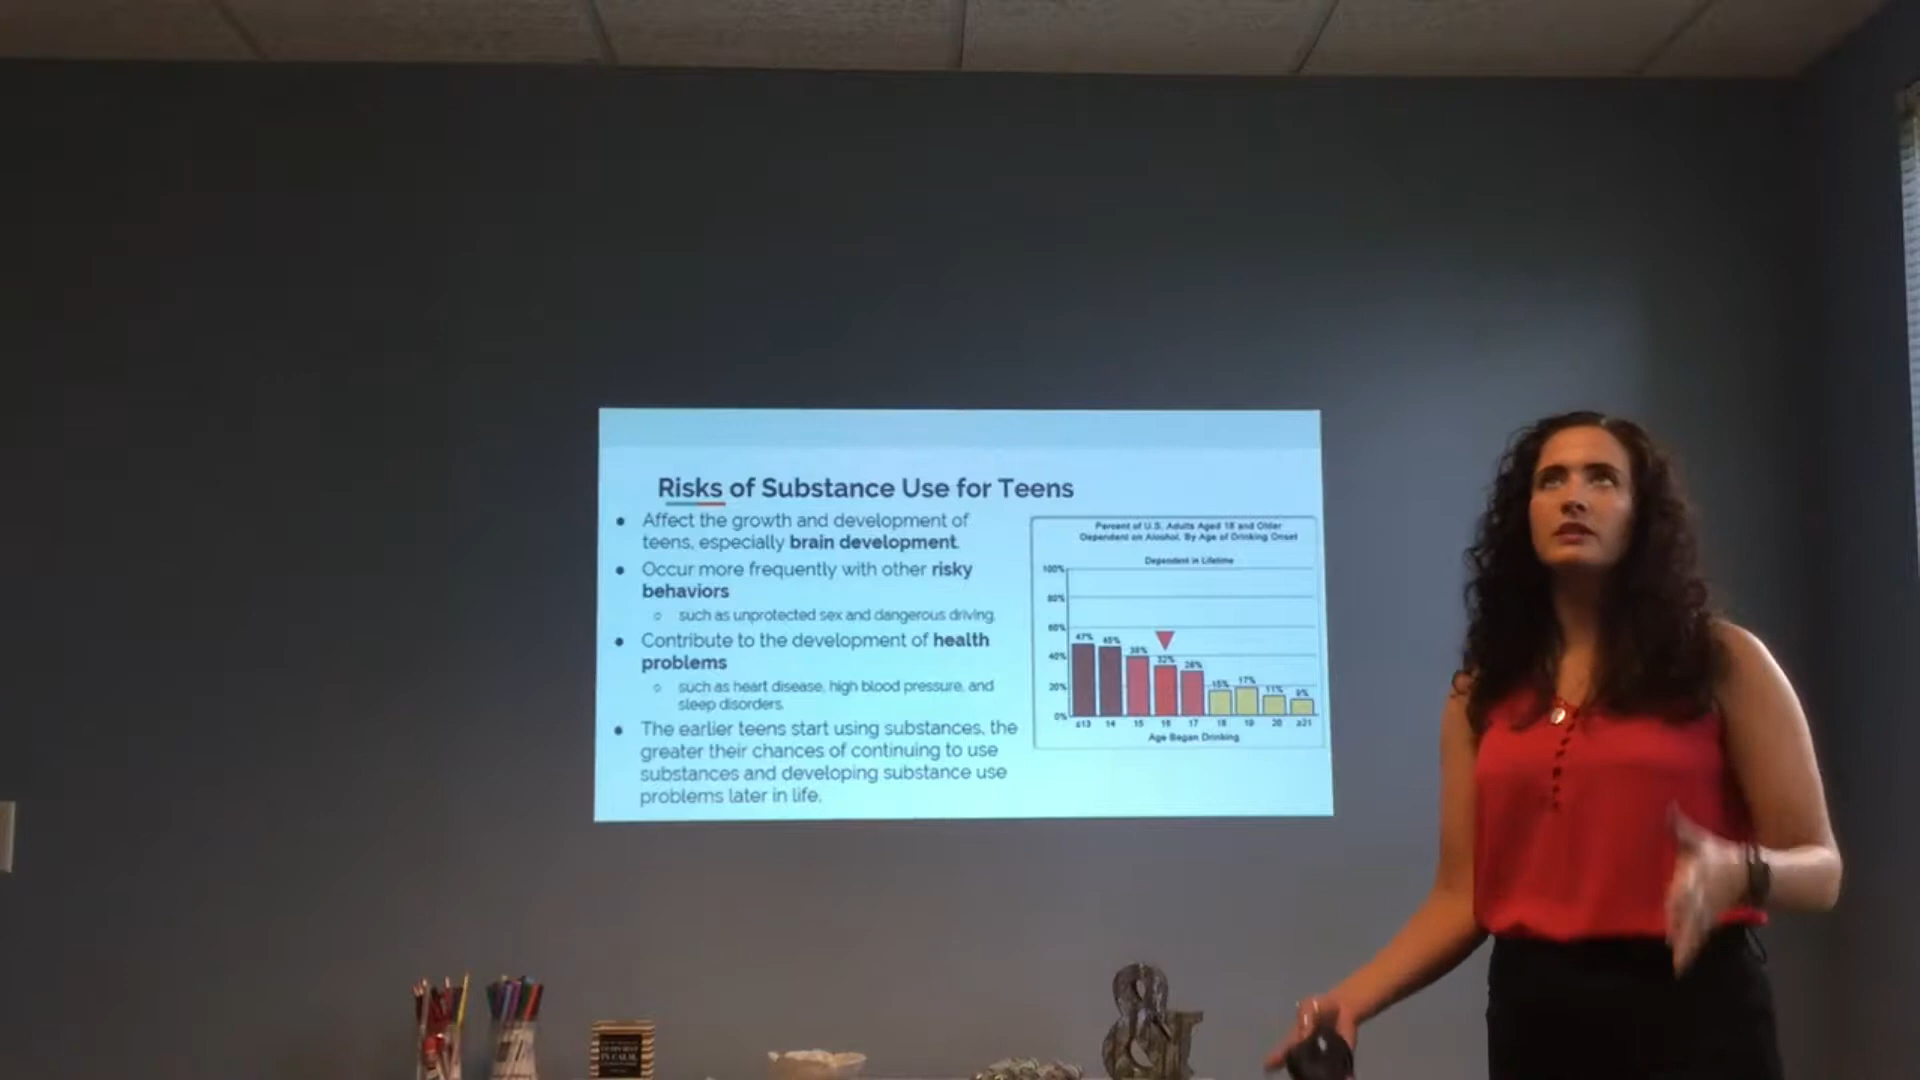 Risks of Substance Use for Teens
● Affect the growth and development of
teens, especially brain development.
● Occur more frequently with other risky
behaviors
○ such as unprotected sex and dangerous driving.
● Contribute to the development of health
problems
○ such as heart disease, high blood pressure, and
sleep disorders.
● The earlier teens start using substances, the
greater their chances of continuing to use
substances and developing substance use
problems later in life.
Percent of U.S. Adults Aged 18 and Older
Dependent on Alcohol, By Age of Drinking Onset
Dependent in Lifetime
100%
80%
60%
40%
20%
0%
47% 45% 38% 32% 28% 15% 17% 11% 9%
≤13 14 15 16 17 18 19 20 ≥21
Age Began Drinking
&